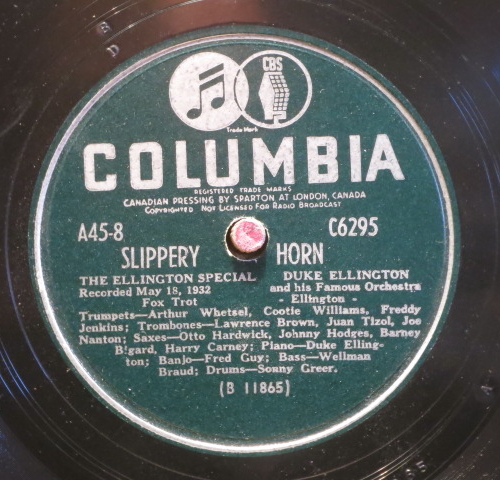 CBS
Trade Mark
COLUMBIA
REGISTERED TRADE MARKS
CANADIAN PRESSING BY SPARTON AT LONDON, CANADA
COPYRIGHTED NOT LICENSED FOR RADIO BROADCAST
A45-8 C6295
SLIPPERY HORN
THE ELLINGTON SPECIAL DUKE ELLINGTON
Recorded May 18, 1932 and his Famous Orchestra
Fox Trot - Ellington -
Trumpets—Arthur Whetsel, Cootie Williams, Freddy
Jenkins; Trombones—Lawrence Brown, Juan Tizol, Joe
Nanton; Saxes—Otto Hardwick, Johnny Hodges, Barney
Bigard, Harry Carney; Piano—Duke Elling-
ton; Banjo—Fred Guy; Bass—Wellman
Braud; Drums—Sonny Greer.
(B 11865)